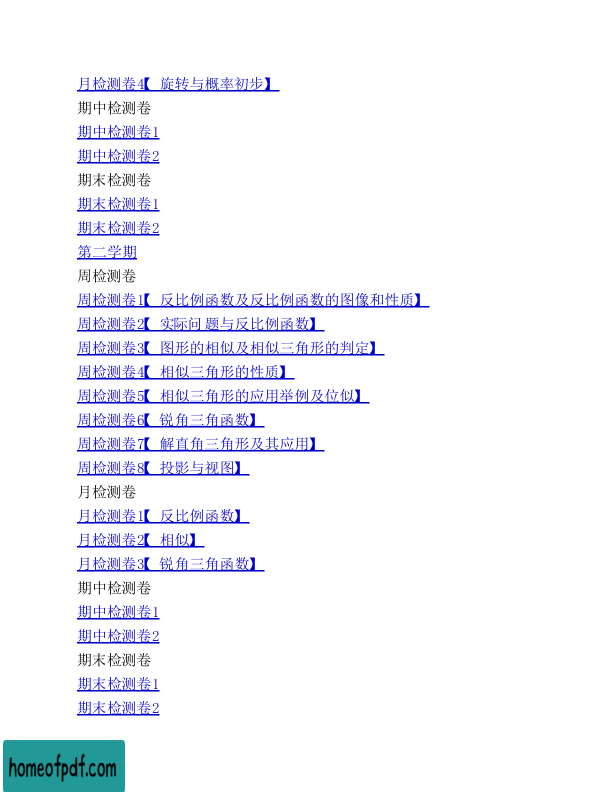 月检测卷4【 旋转与概率初步】
期中检测卷
期中检测卷1
期中检测卷2
期末检测卷
期末检测卷1
期末检测卷2
第二学期
周检测卷
周检测卷1【 反比例函数及反比例函数的图像和性质】
周检测卷2【 实际问题与反比例函数】
周检测卷3【 图形的相似及相似三角形的判定】
周检测卷4【 相似三角形的性质】
周检测卷5【 相似三角形的应用举例及位似】
周检测卷6【 锐角三角函数】
周检测卷7【 解直角三角形及其应用】
周检测卷8【 投影与视图】
月检测卷
月检测卷1【 反比例函数】
月检测卷2【 相似】
月检测卷3【 锐角三角函数】
期中检测卷
期中检测卷1
期中检测卷2
期末检测卷
期末检测卷1
期末检测卷2
homeofpdf.com